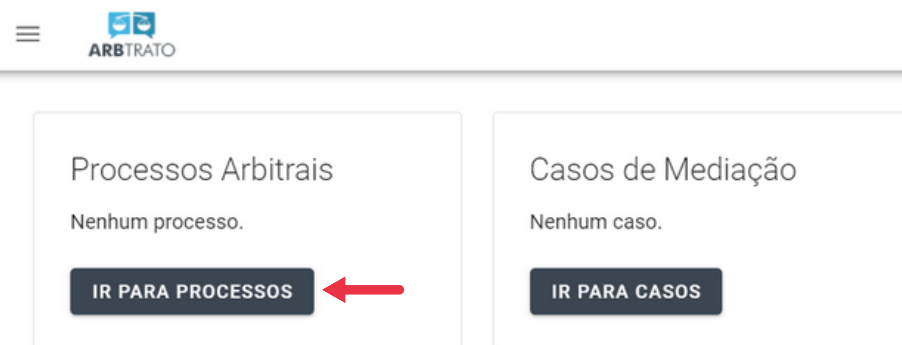 ARBTRATO
Processos Arbitrais
Nenhum processo.
IR PARA PROCESSOS
Casos de Mediação
Nenhum caso.
IR PARA CASOS